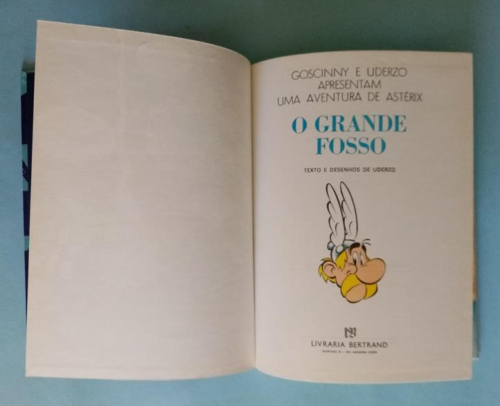 GOSCINNY E UDERZO
APRESENTAM
UMA AVENTURA DE ASTÉRIX
O GRANDE
FOSSO
TEXTO E DESENHOS DE UDERZO
LIVRARIA BERTRAND